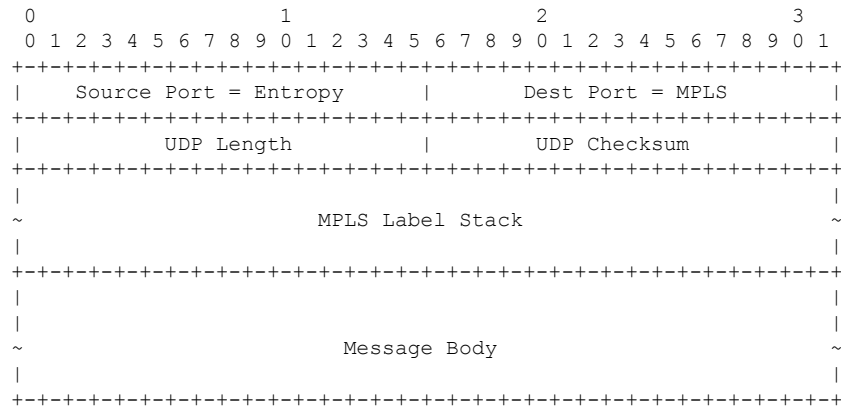 0                   1                   2                   3
 0 1 2 3 4 5 6 7 8 9 0 1 2 3 4 5 6 7 8 9 0 1 2 3 4 5 6 7 8 9 0 1
+-+-+-+-+-+-+-+-+-+-+-+-+-+-+-+-+-+-+-+-+-+-+-+-+-+-+-+-+-+-+-+-+
|    Source Port = Entropy      |       Dest Port = MPLS        |
+-+-+-+-+-+-+-+-+-+-+-+-+-+-+-+-+-+-+-+-+-+-+-+-+-+-+-+-+-+-+-+-+
|           UDP Length          |        UDP Checksum           |
+-+-+-+-+-+-+-+-+-+-+-+-+-+-+-+-+-+-+-+-+-+-+-+-+-+-+-+-+-+-+-+-+
|                                                               |
~                       MPLS Label Stack                        ~
|                                                               |
+-+-+-+-+-+-+-+-+-+-+-+-+-+-+-+-+-+-+-+-+-+-+-+-+-+-+-+-+-+-+-+-+
|                                                               |
|                                                               |
~                         Message Body                          ~
|                                                               |
+-+-+-+-+-+-+-+-+-+-+-+-+-+-+-+-+-+-+-+-+-+-+-+-+-+-+-+-+-+-+-+-+